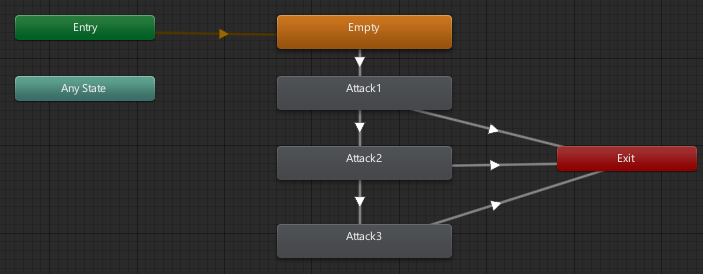 Entry
Empty
Any State
Attack1
Attack2
Exit
Attack3